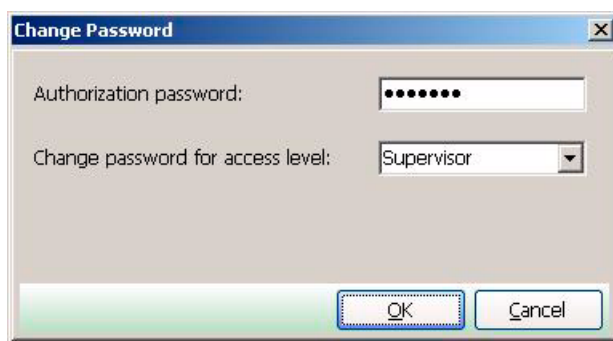 Change Password
Authorization password: •••••••
Change password for access level: Supervisor
OK Cancel